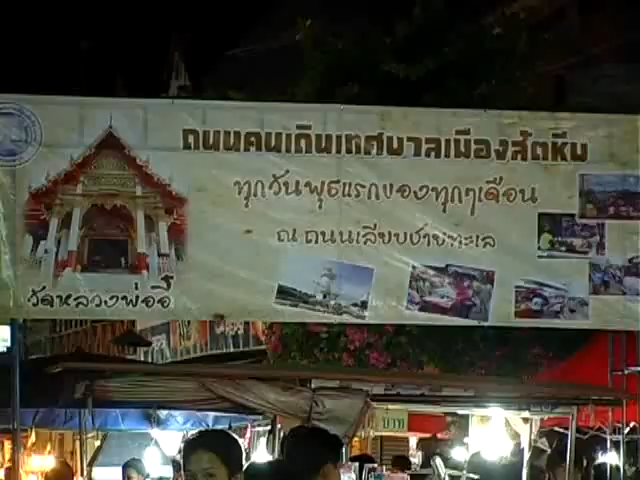 ถนนคนเดินเทศบาลเมืองสัตหีบ
ทุกวันพุธแรกของทุกๆเดือน
ณ ถนนเลียบชายทะเล
วัดหลวงพ่ออี๋
บาท